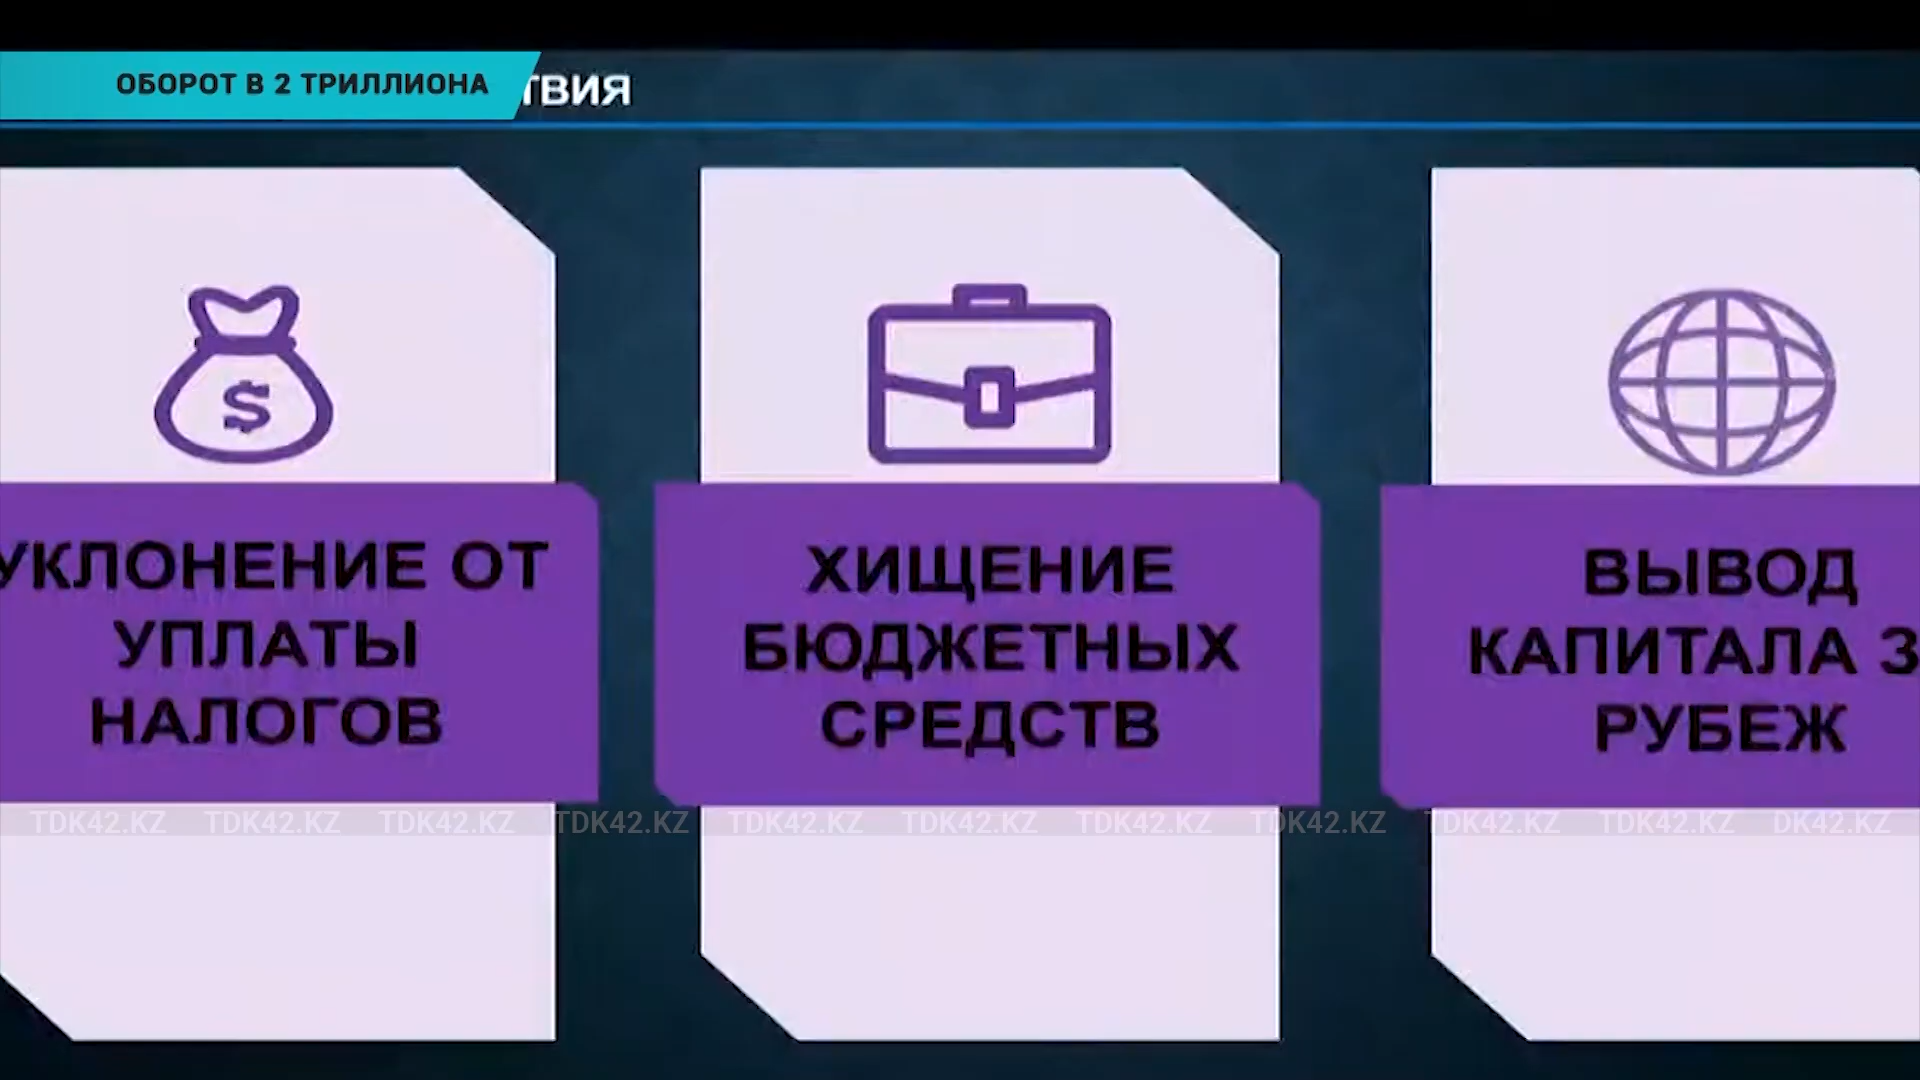 ОБОРОТ В 2 ТРИЛЛИОНА
ТВИЯ
$
УКЛОНЕНИЕ ОТ
УПЛАТЫ
НАЛОГОВ
ХИЩЕНИЕ
БЮДЖЕТНЫХ
СРЕДСТВ
ВЫВОД
КАПИТАЛА З
РУБЕЖ
TDK42.KZ TDK42.KZ TDK42.KZ TDK42.KZ TDK42.KZ TDK42.KZ TDK42.KZ TDK42.KZ TDK42.KZ TDK42.KZ DK42.KZ